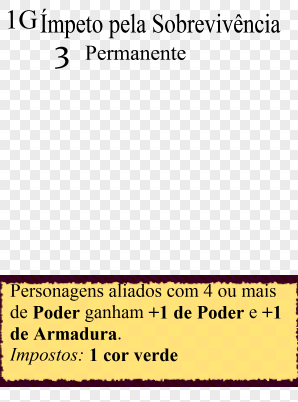 1G Ímpeto pela Sobrevivência
3 Permanente
Personagens aliados com 4 ou mais
de Poder ganham +1 de Poder e +1
de Armadura.
Impostos: 1 cor verde